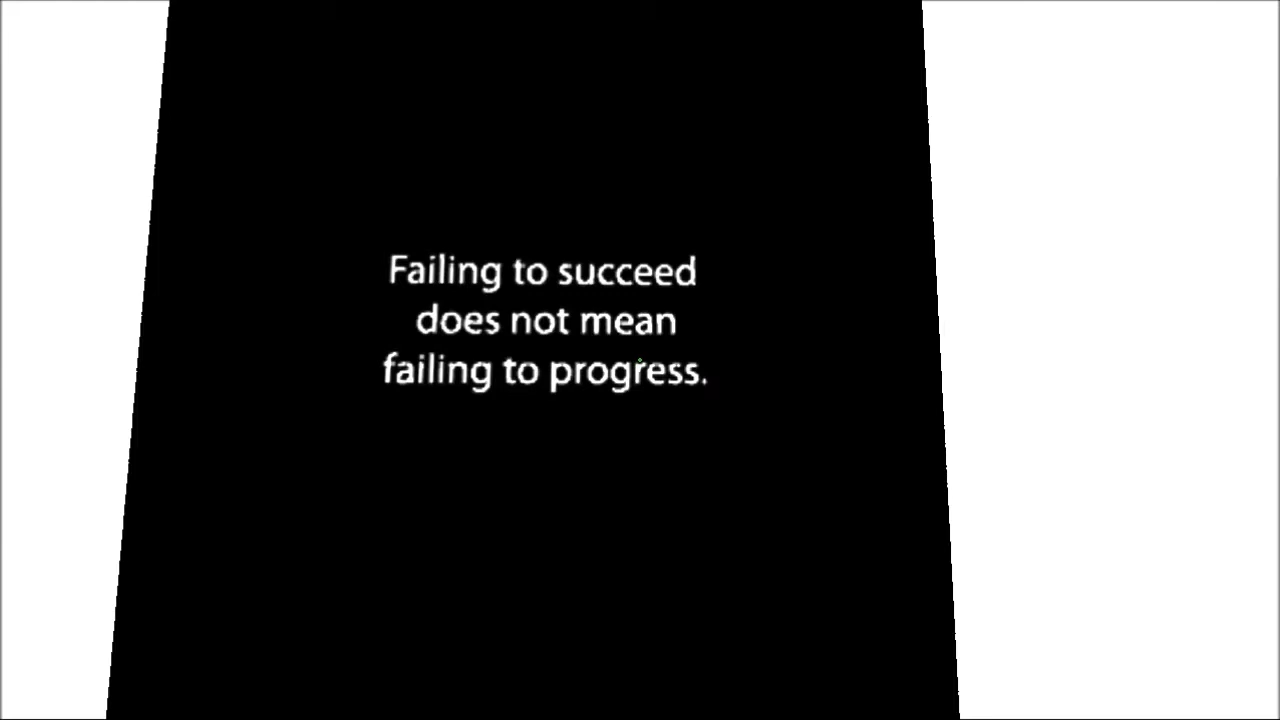 Failing to succeed
does not mean
failing to progress.